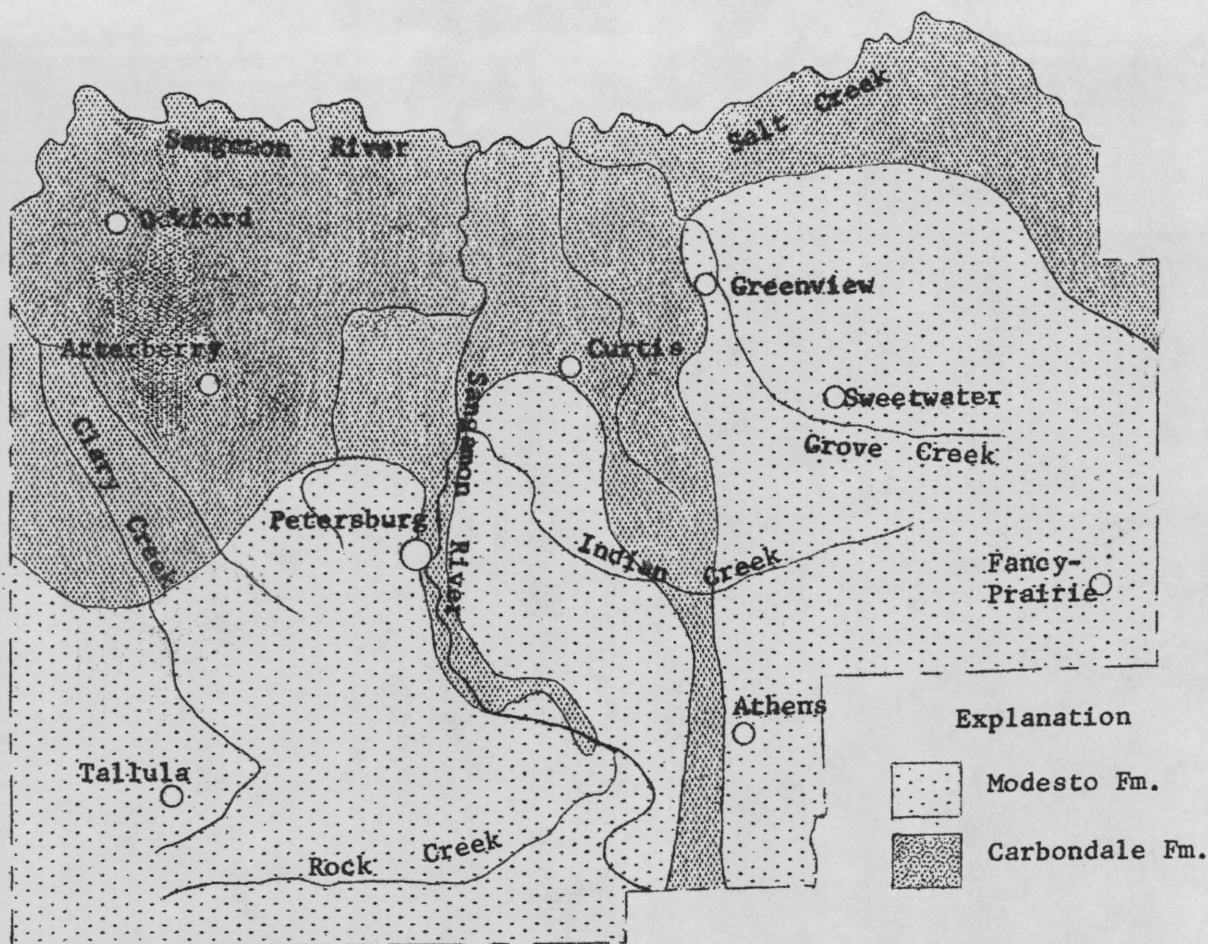 Salt Creek
Sangamon River
Oakford
Greenview
Atterberry
Curtis
Sangamon River
Sweetwater
Grove Creek
Clary Creek
Petersburg
Indian Creek
Fancy-
Prairie
Athens
Explanation
Tallula
Modesto Fm.
Rock Creek
Carbondale Fm.